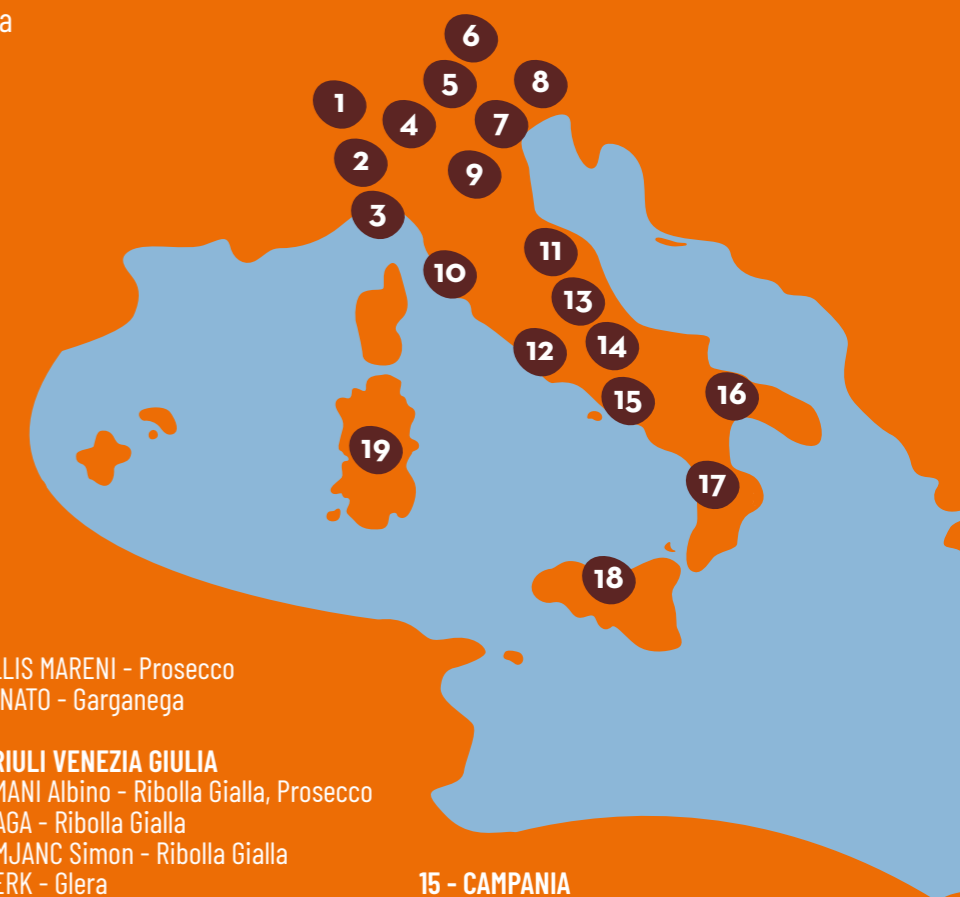 a
6
5
8
1
4
7
2
9
3
11
10
13
14
12
16
15
19
17
18
LLIS MARENI - Prosecco
NATO - Garganega
RIULI VENEZIA GIULIA
MANI Albino - Ribolla Gialla, Prosecco
AGA - Ribolla Gialla
MJANC Simon - Ribolla Gialla
ERK - Glera
15 - CAMPANIA